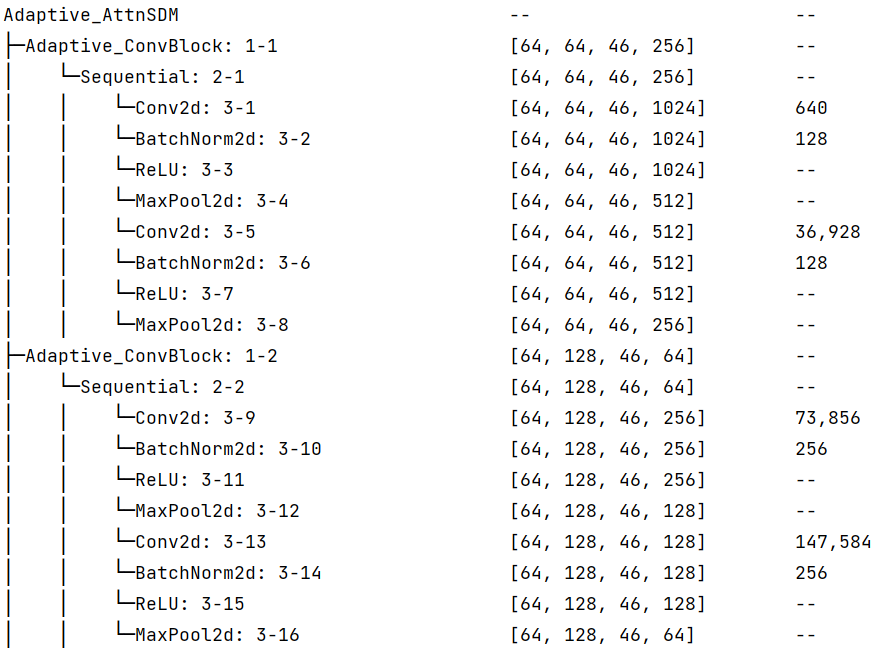 Adaptive_AttnSDM -- --
├─Adaptive_ConvBlock: 1-1 [64, 64, 46, 256] --
│ └─Sequential: 2-1 [64, 64, 46, 256] --
│ │ └─Conv2d: 3-1 [64, 64, 46, 1024] 640
│ │ └─BatchNorm2d: 3-2 [64, 64, 46, 1024] 128
│ │ └─ReLU: 3-3 [64, 64, 46, 1024] --
│ │ └─MaxPool2d: 3-4 [64, 64, 46, 512] --
│ │ └─Conv2d: 3-5 [64, 64, 46, 512] 36,928
│ │ └─BatchNorm2d: 3-6 [64, 64, 46, 512] 128
│ │ └─ReLU: 3-7 [64, 64, 46, 512] --
│ │ └─MaxPool2d: 3-8 [64, 64, 46, 256] --
├─Adaptive_ConvBlock: 1-2 [64, 128, 46, 64] --
│ └─Sequential: 2-2 [64, 128, 46, 64] --
│ │ └─Conv2d: 3-9 [64, 128, 46, 256] 73,856
│ │ └─BatchNorm2d: 3-10 [64, 128, 46, 256] 256
│ │ └─ReLU: 3-11 [64, 128, 46, 256] --
│ │ └─MaxPool2d: 3-12 [64, 128, 46, 128] --
│ │ └─Conv2d: 3-13 [64, 128, 46, 128] 147,584
│ │ └─BatchNorm2d: 3-14 [64, 128, 46, 128] 256
│ │ └─ReLU: 3-15 [64, 128, 46, 128] --
│ │ └─MaxPool2d: 3-16 [64, 128, 46, 64] --